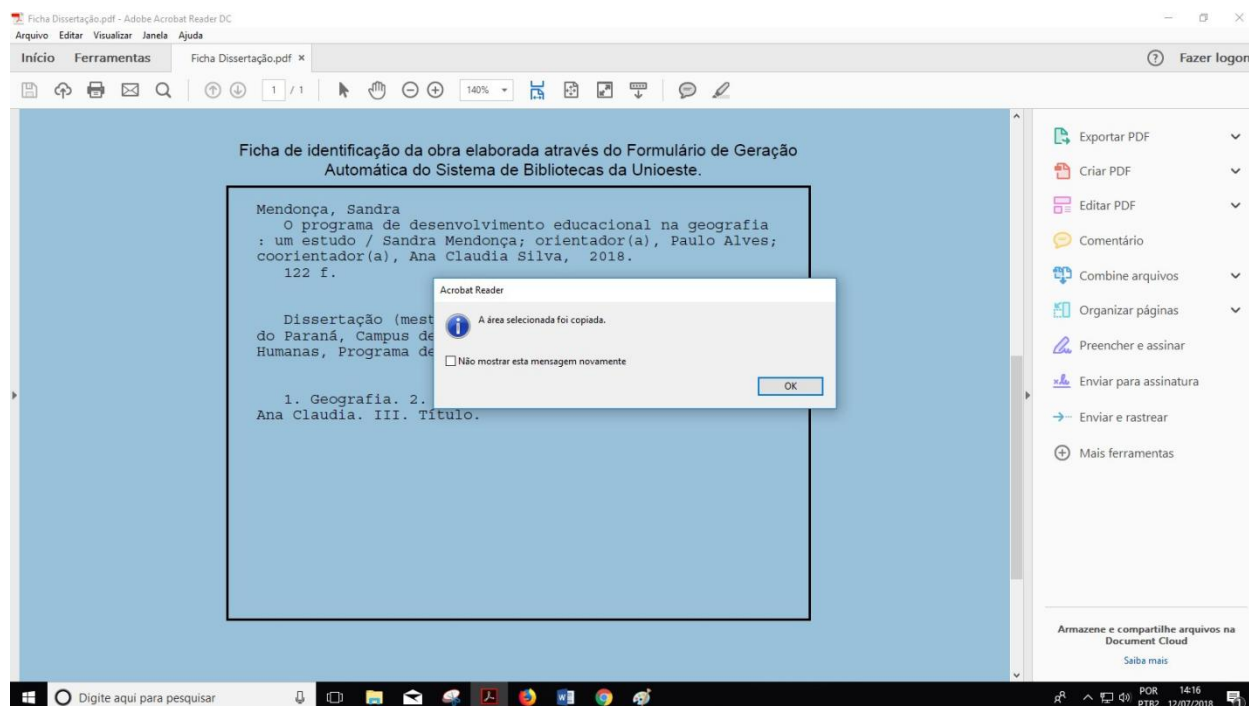 Ficha Dissertação.pdf - Adobe Acrobat Reader DC
Arquivo Editar Visualizar Janela Ajuda
Início Ferramentas Ficha Dissertação.pdf × ? Fazer logon
1 / 1 140%
Ficha de identificação da obra elaborada através do Formulário de Geração
Automática do Sistema de Bibliotecas da Unioeste.
Mendonça, Sandra
O programa de desenvolvimento educacional na geografia
: um estudo / Sandra Mendonça; orientador(a), Paulo Alves;
coorientador(a), Ana Claudia Silva, 2018.
122 f.
Dissertação (mest
do Paraná, Campus de
Humanas, Programa de
1. Geografia. 2.
Ana Claudia. III. Título.
Acrobat Reader
A área selecionada foi copiada.
Não mostrar esta mensagem novamente
OK
Exportar PDF
Criar PDF
Editar PDF
Comentário
Combine arquivos
Organizar páginas
Preencher e assinar
Enviar para assinatura
Enviar e rastrear
Mais ferramentas
Armazene e compartilhe arquivos na
Document Cloud
Saiba mais
Digite aqui para pesquisar
POR 14:16
PTB2 12/07/2018